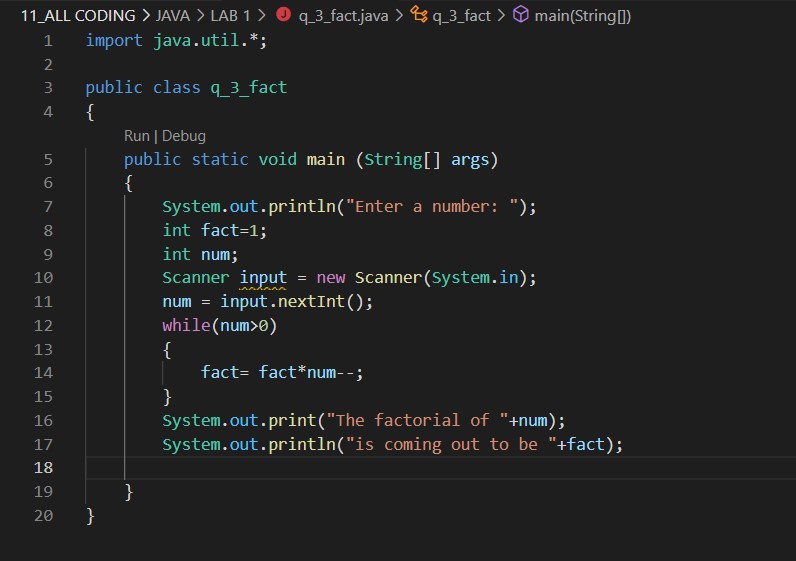 11_ALL CODING > JAVA > LAB 1 > J q_3_fact.java > q_3_fact > main(String[])
1 import java.util.*;
2
3 public class q_3_fact
4 {
Run | Debug
5 public static void main (String[] args)
6 {
7 System.out.println("Enter a number: ");
8 int fact=1;
9 int num;
10 Scanner input = new Scanner(System.in);
11 num = input.nextInt();
12 while(num>0)
13 {
14 fact= fact*num--;
15 }
16 System.out.print("The factorial of "+num);
17 System.out.println("is coming out to be "+fact);
18
19 }
20 }